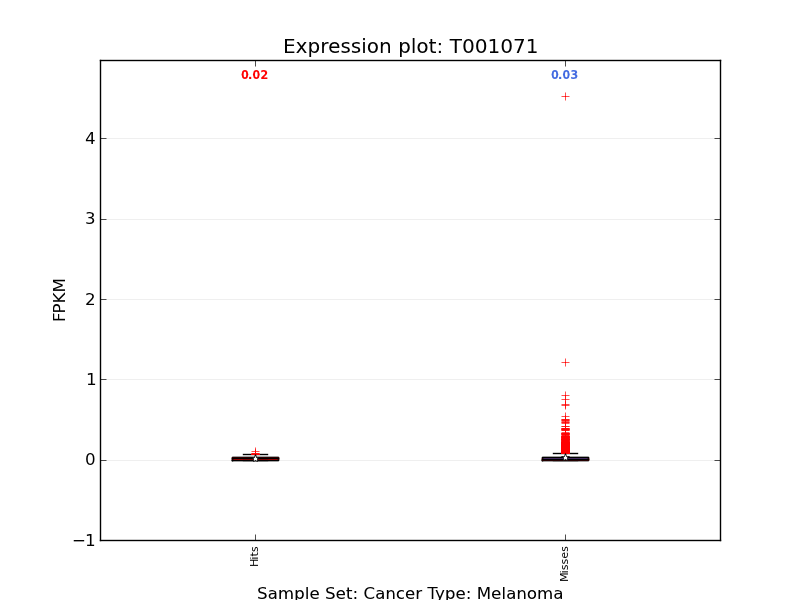 Expression plot: T001071
0.02 0.03
4
3
2
1
0
−1
FPKM
Hits Misses
Sample Set: Cancer Type: Melanoma